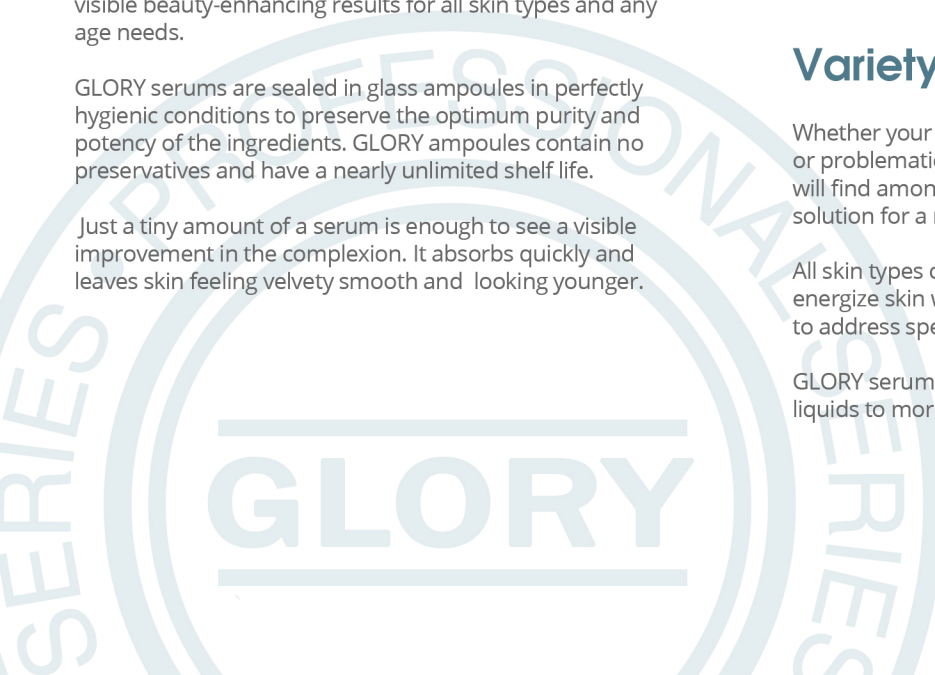 visible beauty-enhancing results for all skin types and any
age needs.
GLORY serums are sealed in glass ampoules in perfectly
hygienic conditions to preserve the optimum purity and
potency of the ingredients. GLORY ampoules contain no
preservatives and have a nearly unlimited shelf life.
Just a tiny amount of a serum is enough to see a visible
improvement in the complexion. It absorbs quickly and
leaves skin feeling velvety smooth and looking younger.
Variety
Whether your
or problematic
will find amon
solution for a
All skin types
energize skin
to address spe
GLORY serum
liquids to mor
SERIES • PROFESSIONAL SERIES
GLORY